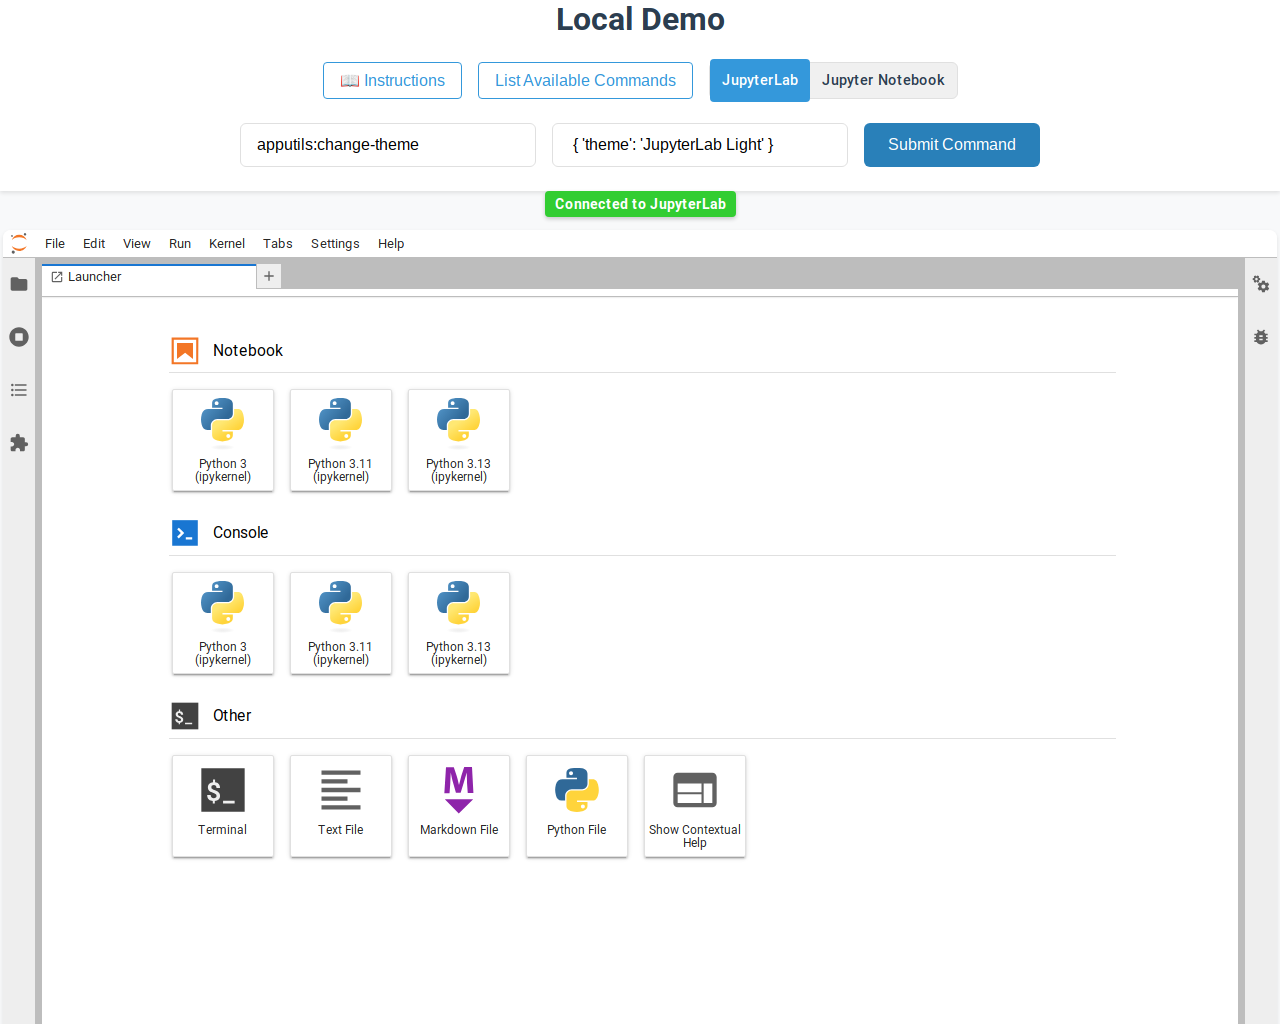 Local Demo
📖 Instructions
List Available Commands
JupyterLab
Jupyter Notebook
apputils:change-theme
{ 'theme': 'JupyterLab Light' }
Submit Command
Connected to JupyterLab
File Edit View Run Kernel Tabs Settings Help
Launcher
Notebook
Python 3
(ipykernel)
Python 3.11
(ipykernel)
Python 3.13
(ipykernel)
Console
Python 3
(ipykernel)
Python 3.11
(ipykernel)
Python 3.13
(ipykernel)
$_ Other
$_
Terminal
Text File
M
Markdown File
Python File
Show Contextual
Help